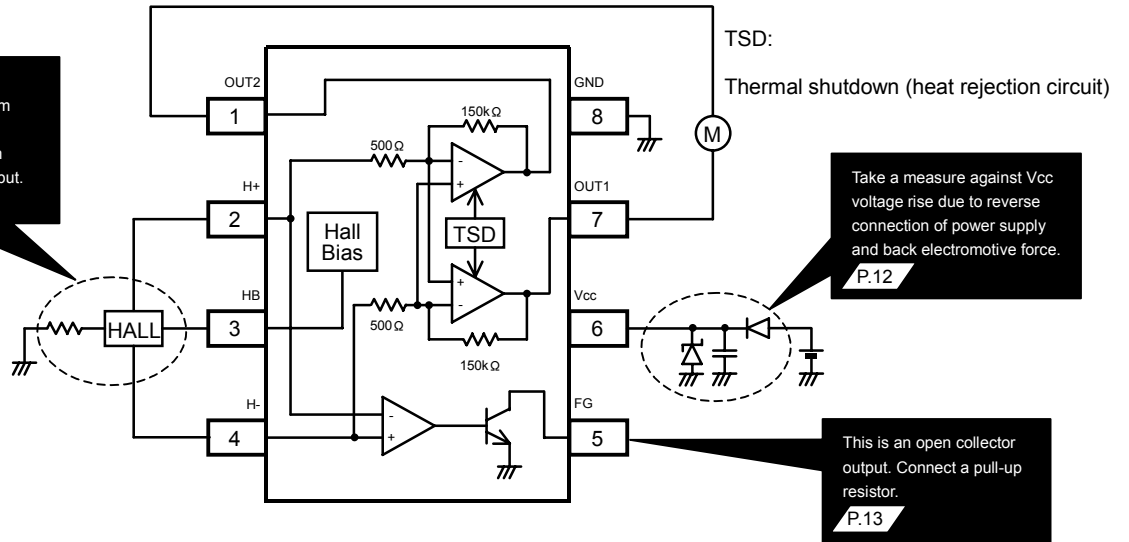 TSD:
Thermal shutdown (heat rejection circuit)
OUT2
1
GND
8
150kΩ
M
500Ω
-
+
H+
2
OUT1
7
Hall
Bias
TSD
Take a measure against Vcc
voltage rise due to reverse
connection of power supply
and back electromotive force.
P.12
+
-
HB
3
HALL
500Ω
150kΩ
Vcc
6
H-
4
-
+
FG
5
This is an open collector
output. Connect a pull-up
resistor.
P.13